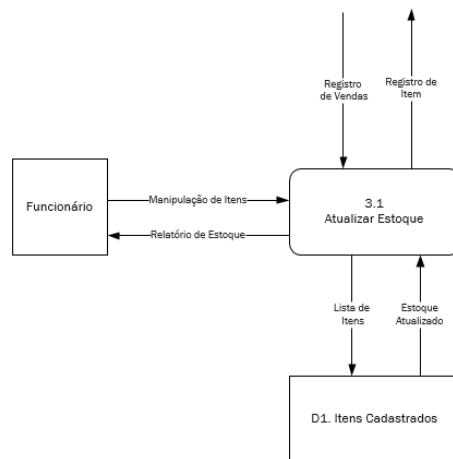 Registro
de Vendas
Registro de
Item
Funcionário
Manipulação de Itens
Relatório de Estoque
3.1
Atualizar Estoque
Lista de
Itens
Estoque
Atualizado
D1. Itens Cadastrados